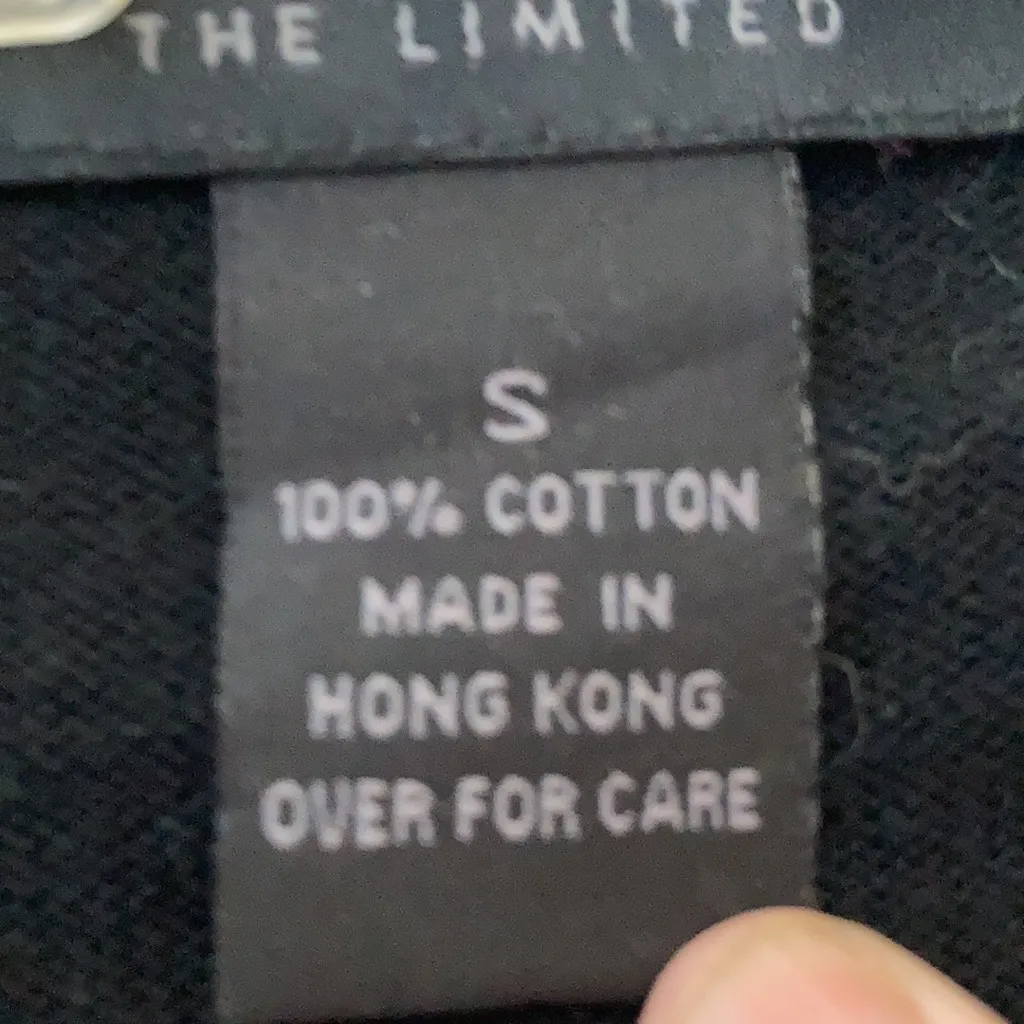 THE LIMITED
S
100% COTTON
MADE IN
HONG KONG
OVER FOR CARE